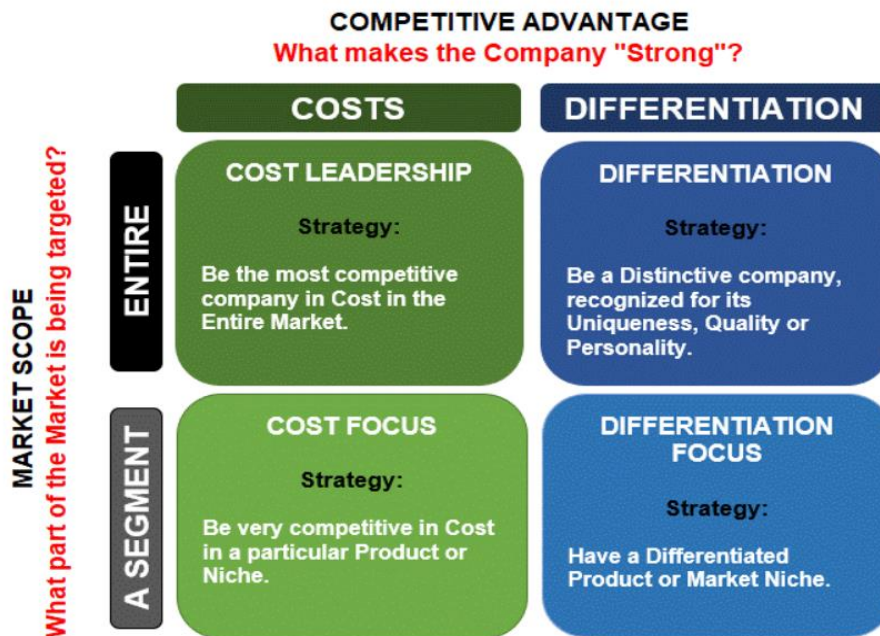 COMPETITIVE ADVANTAGE
What makes the Company "Strong"?
COSTS
DIFFERENTIATION
MARKET SCOPE
What part of the Market is being targeted?
ENTIRE
COST LEADERSHIP
Strategy:
Be the most competitive
company in Cost in the
Entire Market.
DIFFERENTIATION
Strategy:
Be a Distinctive company,
recognized for its
Uniqueness, Quality or
Personality.
A SEGMENT
COST FOCUS
Strategy:
Be very competitive in Cost
in a particular Product or
Niche.
DIFFERENTIATION
FOCUS
Strategy:
Have a Differentiated
Product or Market Niche.